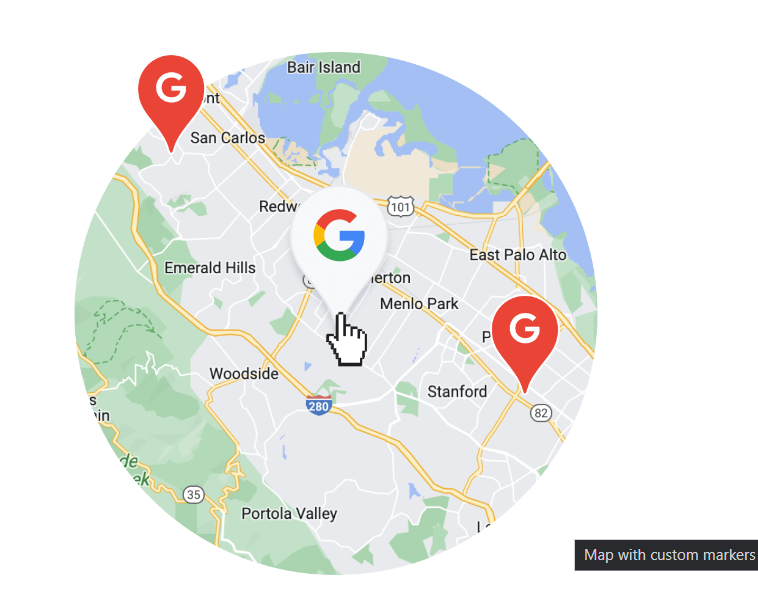 Bair Island
G
nt
San Carlos
Redw
101
G
East Palo Alto
Emerald Hills
erton
Menlo Park
G
P
Woodside
Stanford
280
82
s
in
de
ek
35
Portola Valley
L
Map with custom markers